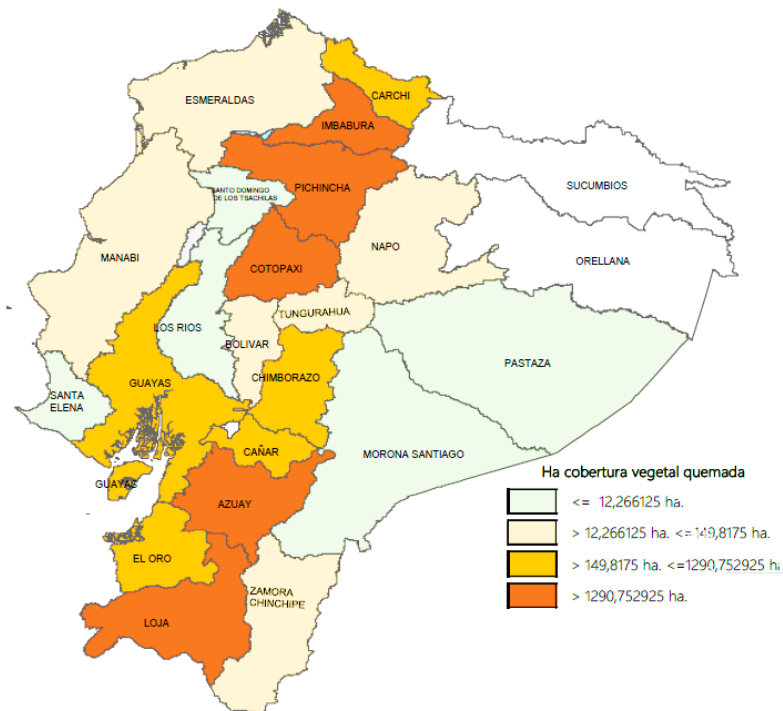 ESMERALDAS
CARCHI
IMBABURA
SUCUMBIOS
PICHINCHA
SANTO DOMINGO
DE LOS TSACHILAS
NAPO
ORELLANA
MANABI
COTOPAXI
TUNGURAHUA
LOS RIOS
BOLIVAR
PASTAZA
CHIMBORAZO
GUAYAS
SANTA
ELENA
CAÑAR
MORONA SANTIAGO
GUAYAS
AZUAY
EL ORO
ZAMORA
CHINCHIPE
LOJA
Ha cobertura vegetal quemada
<= 12,266125 ha.
> 12,266125 ha. <=149,8175 ha.
> 149,8175 ha. <=1290,752925 ha
> 1290,752925 ha.